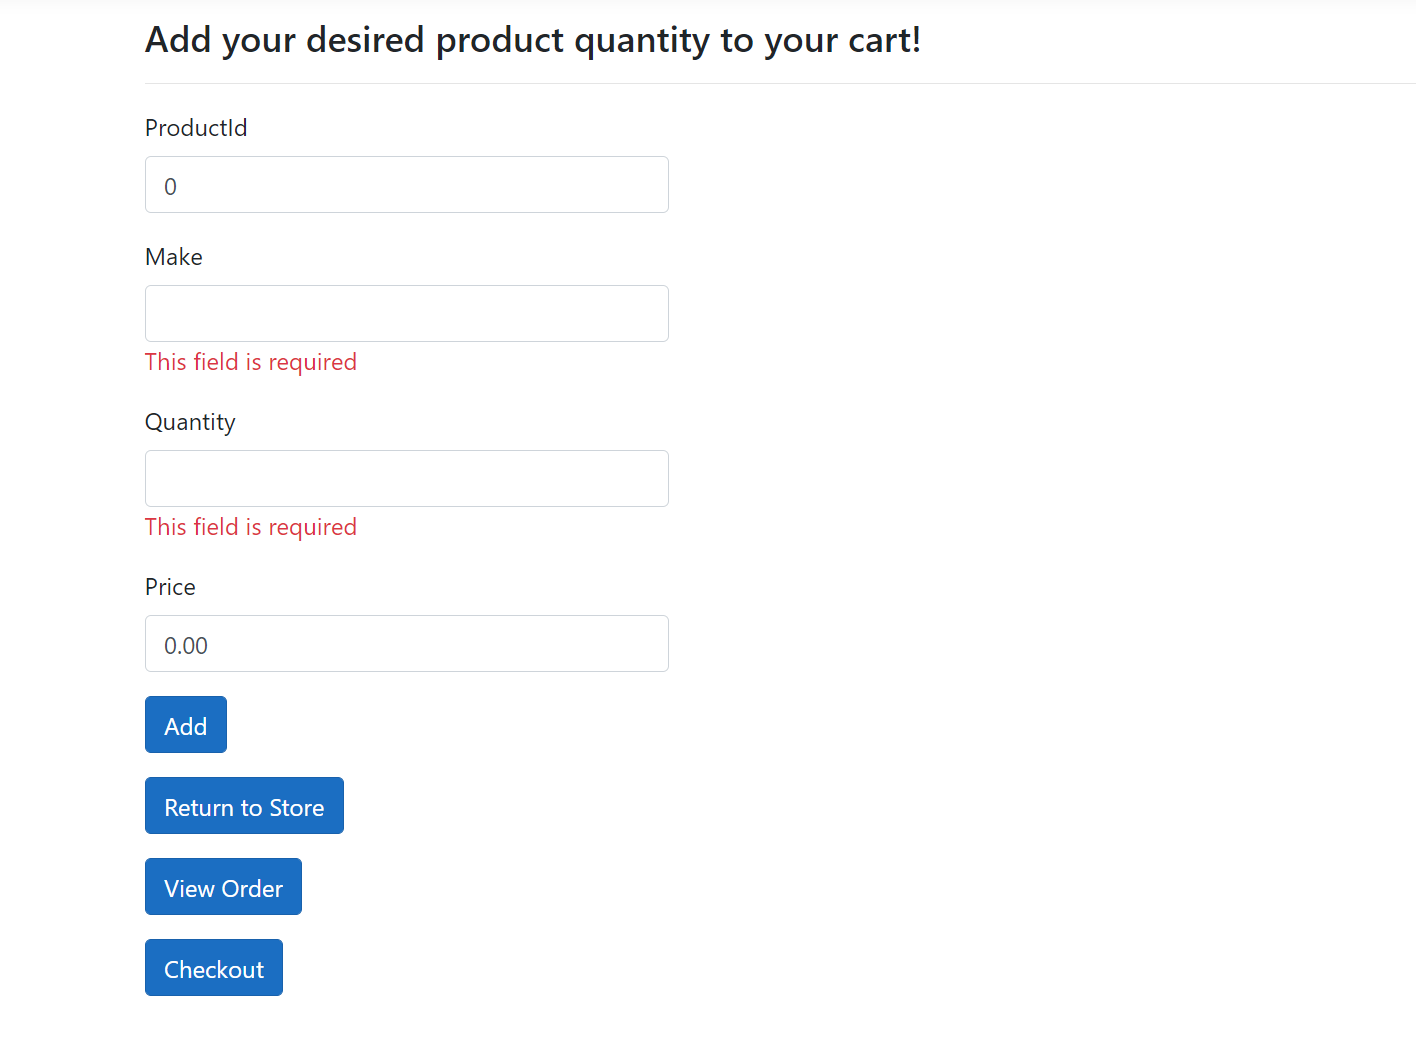 Add your desired product quantity to your cart!
ProductId
0
Make
This field is required
Quantity
This field is required
Price
0.00
Add
Return to Store
View Order
Checkout